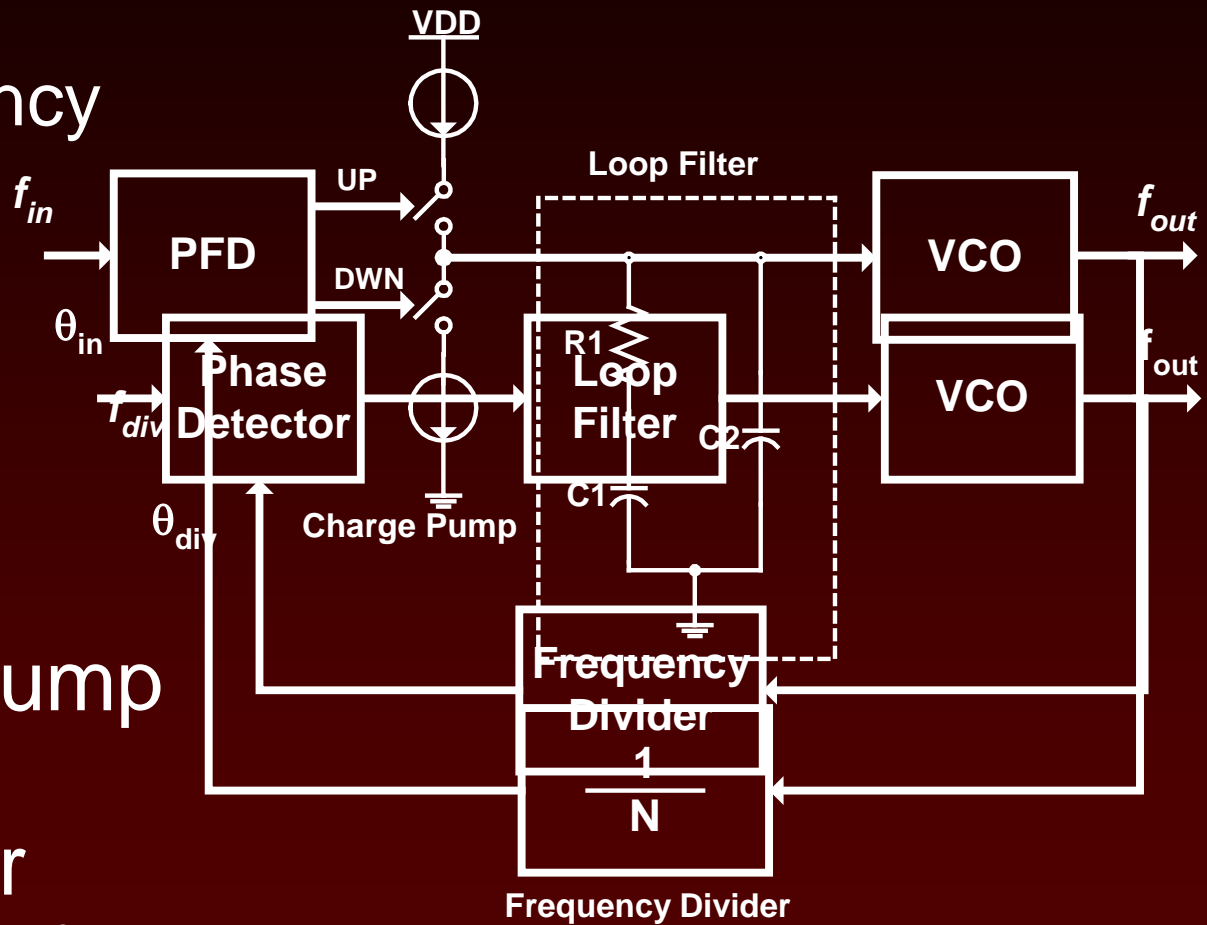 VDD
ncy
Loop Filter
f_in
UP
f_out
PFD
VCO
DWN
θ_in
R1
f_out
Phase
Detector
Loop
Filter
VCO
f_div
C2
C1
θ_div
Charge Pump
Frequency
Divider
ump
1
N
r
Frequency Divider